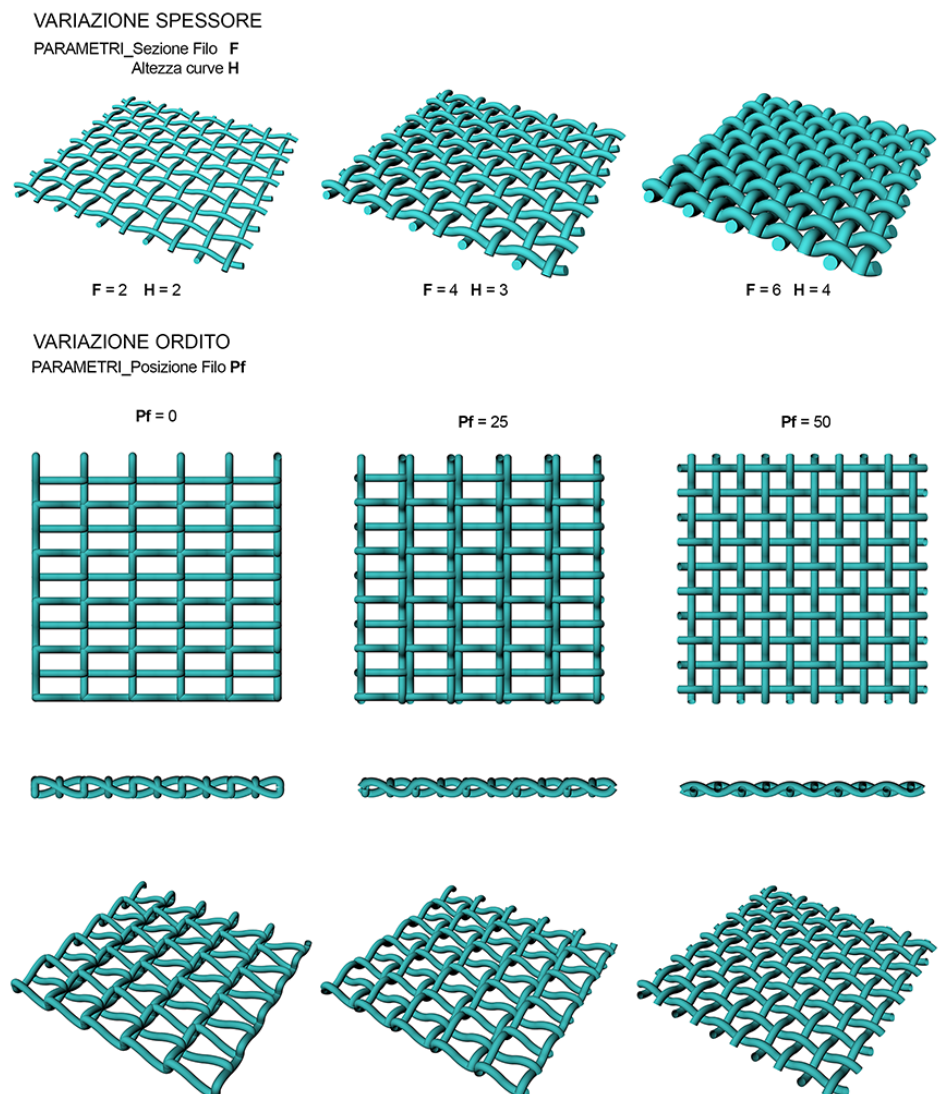 VARIAZIONE SPESSORE
PARAMETRI_Sezione Filo F
Altezza curve H
F = 2 H = 2
F = 4 H = 3
F = 6 H = 4
VARIAZIONE ORDITO
PARAMETRI_Posizione Filo Pf
Pf = 0
Pf = 25
Pf = 50